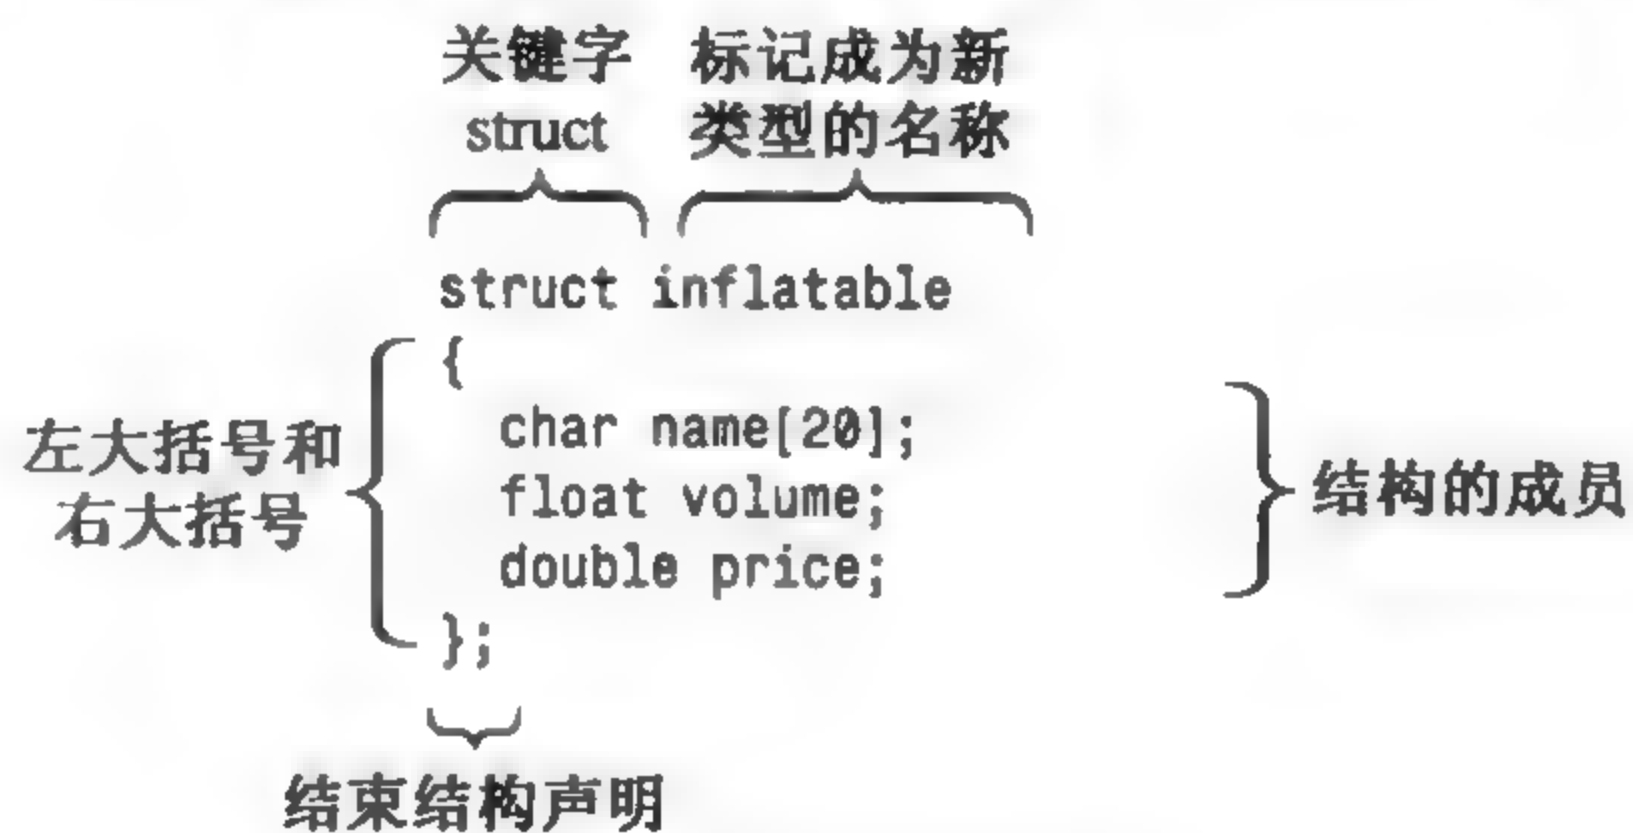 关键字 标记成为新
struct 类型的名称
struct inflatable
{
char name[20];
左大括号和
右大括号
float volume;
结构的成员
double price;
};
结束结构声明